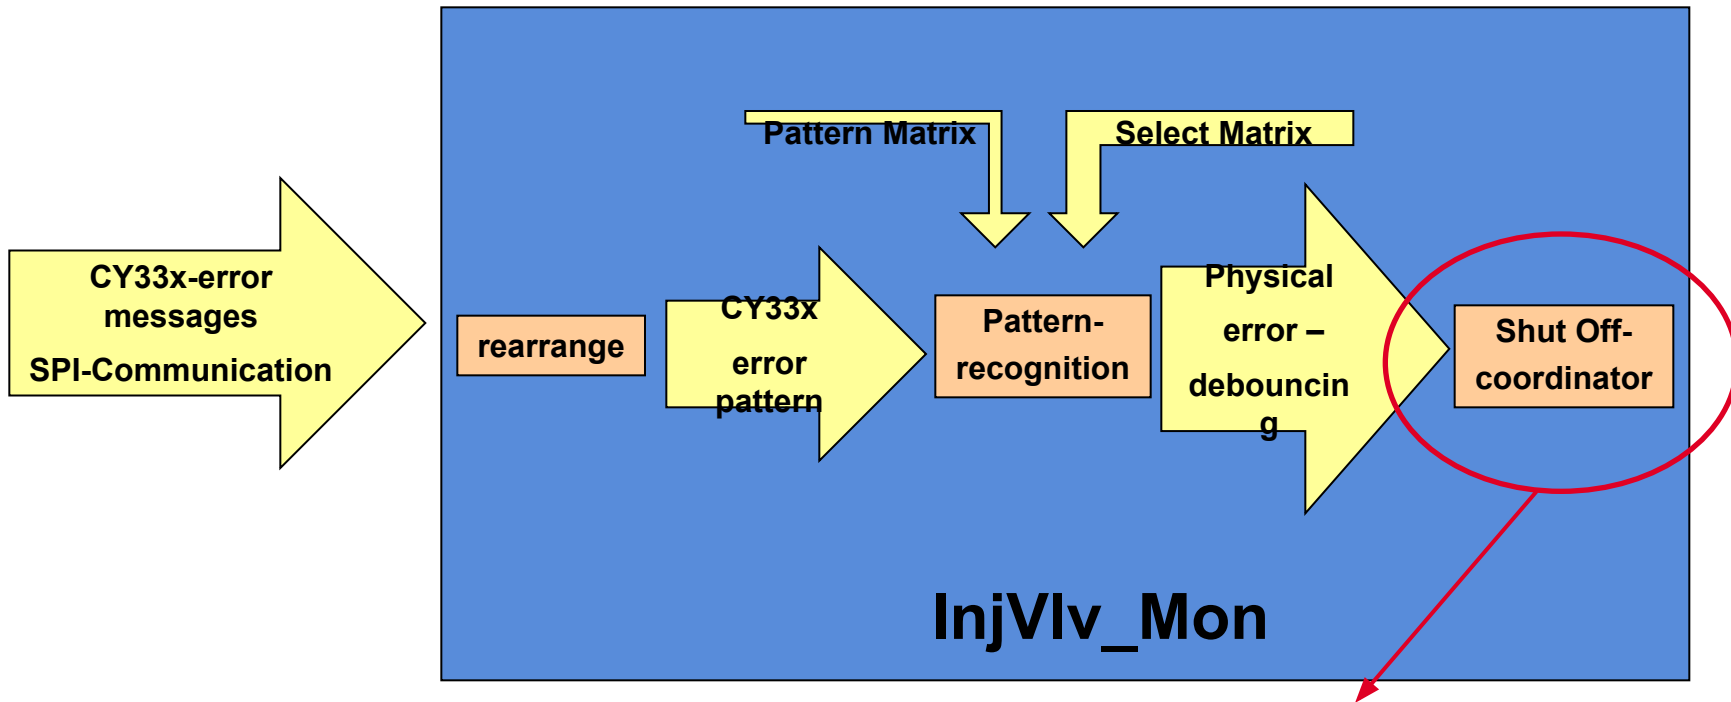 Pattern Matrix
Select Matrix
CY33x-error
messages
SPI-Communication
rearrange
CY33x
error
pattern
Pattern-
recognition
Physical
error –
debouncin
g
Shut Off-
coordinator
InjVlv_Mon